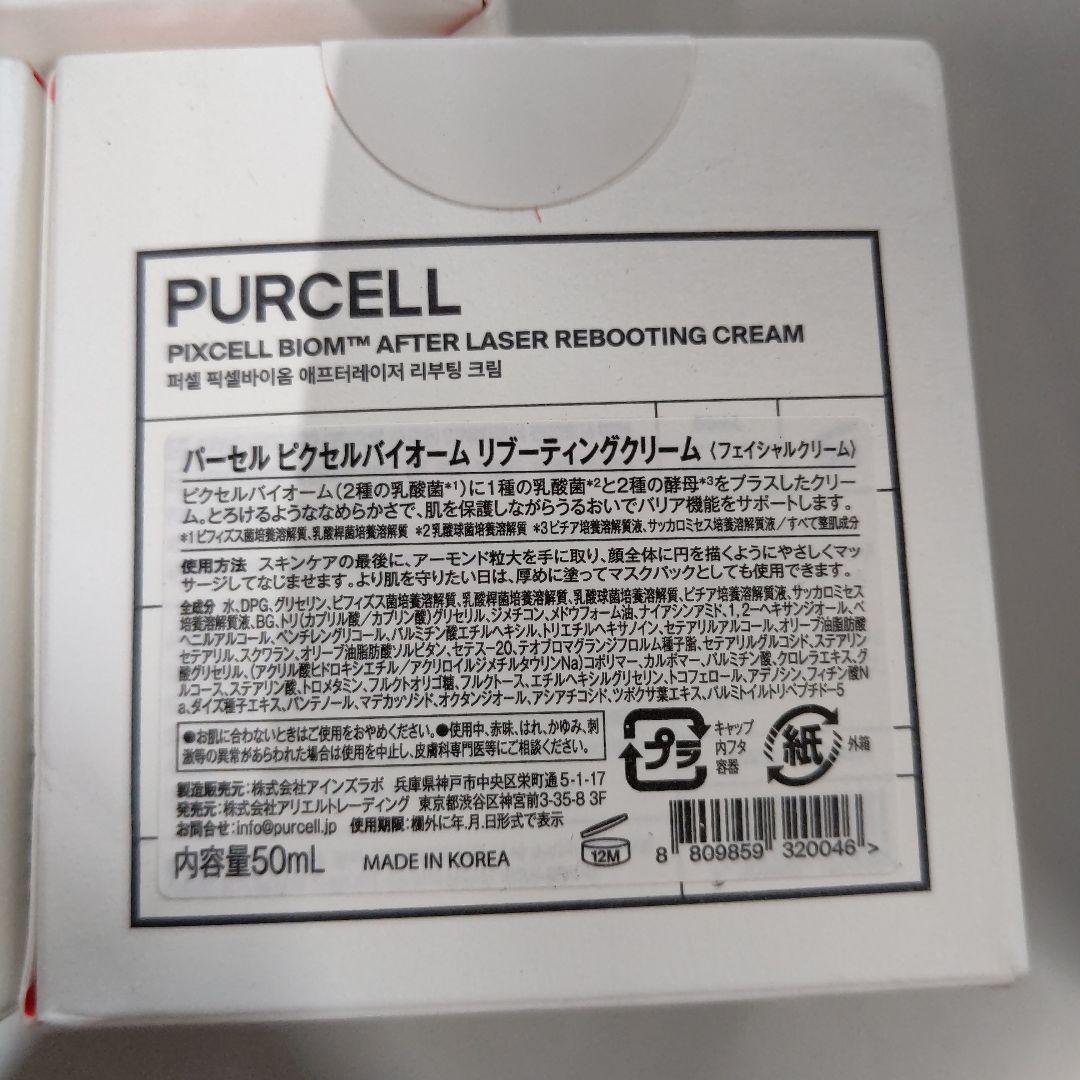 PURCELL
PIXCELL BIOM™ AFTER LASER REBOOTING CREAM
퍼셀 픽셀바이옴 애프터레이저 리부팅 크림
パーセル ピクセルバイオーム リブーティングクリーム（フェイシャルクリーム）
ピクセルバイオーム（2種の乳酸菌*1）に1種の乳酸菌*2と2種の酵母*3をプラスしたクリー
ム。とろけるようななめらかさで、肌を保護しながらうるおいでバリア機能をサポートします。
*1ビフィズス菌培養溶解質、乳酸桿菌培養溶解質 *2乳酸球菌培養溶解質 *3ピチア培養溶解質液、サッカロミセス培養溶解質液／すべて整肌成分
使用方法 スキンケアの最後に、アーモンド粒大を手に取り、顔全体に円を描くようにやさしくマッ
サージしてなじませます。より肌を守りたい日は、厚めに塗ってマスクパックとしても使用できます。
全成分 水、DPG、グリセリン、ビフィズス菌培養溶解質、乳酸桿菌培養溶解質、乳酸球菌培養溶解質、ピチア培養溶解質液、サッカロミセス
培養溶解質液、BG、トリ（カプリル酸／カプリン酸）グリセリル、ジメチコン、メドウフォーム油、ナイアシンアミド、1,2-ヘキサンジオール、ベ
ヘニルアルコール、ペンチレングリコール、パルミチン酸エチルヘキシル、トリエチルヘキサノイン、セテアリルアルコール、オリーブ油脂肪酸
セテアリル、スクワラン、オリーブ油脂肪酸ソルビタン、セテス-20、テオブロマグランジフロルム種子脂、セテアリルグルコシド、ステアリン
酸グリセリル、（アクリル酸ヒドロキシエチル／アクリロイルジメチルタウリンNa）コポリマー、カルボマー、パルミチン酸、クロレラエキス、グ
ルコース、ステアリン酸、トロメタミン、フルクトオリゴ糖、フルクトース、エチルヘキシルグリセリン、トコフェロール、アデノシン、フィチン酸N
a、ダイズ種子エキス、パンテノール、マデカッソシド、オクタンジオール、アシアチコシド、ツボクサ葉エキス、パルミトイルトリペプチド-5
●お肌に合わないときはご使用をおやめください。●使用中、赤味、はれ、かゆみ、刺
激等の異常があらわれた場合は使用を中止し、皮膚科専門医等にご相談ください。
プラ
キャップ
内フタ
容器
紙
外箱
製造販売元：株式会社アインズラボ 兵庫県神戸市中央区栄町通5-1-17
発売元：株式会社アリエルトレーディング 東京都渋谷区神宮前3-35-8 3F
お問合せ：info@purcell.jp 使用期限：欄外に年.月.日形式で表示
内容量50mL MADE IN KOREA
12M
8 809859 320046 >